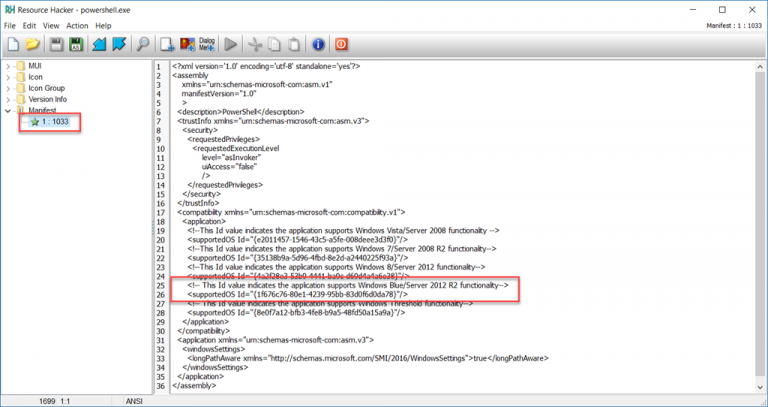 RH Resource Hacker - powershell.exe
File Edit View Action Help
Manifest : 1 : 1033
AS
Dialog
Menu
MUI
Icon
Icon Group
Version Info
Manifest
1 : 1033
1 <?xml version='1.0' encoding='utf-8' standalone='yes'?>
2 <assembly
3 xmlns="urn:schemas-microsoft-com:asm.v1"
4 manifestVersion="1.0"
5 >
6 <description>PowerShell</description>
7 <trustInfo xmlns="urn:schemas-microsoft-com:asm.v3">
8 <security>
9 <requestedPrivileges>
10 <requestedExecutionLevel
11 level="asInvoker"
12 uiAccess="false"
13 />
14 </requestedPrivileges>
15 </security>
16 </trustInfo>
17 <compatibility xmlns="urn:schemas-microsoft-com:compatibility.v1">
18 <application>
19 <!--This Id value indicates the application supports Windows Vista/Server 2008 functionality -->
20 <supportedOS Id="{e2011457-1546-43c5-a5fe-008deee3d3f0}"/>
21 <!--This Id value indicates the application supports Windows 7/Server 2008 R2 functionality-->
22 <supportedOS Id="{35138b9a-5d96-4fbd-8e2d-a2440225f93a}"/>
23 <!--This Id value indicates the application supports Windows 8/Server 2012 functionality-->
24 <supportedOS Id="{4a2f28e3-53b9-4441-ba9c-d69d4a4a6e38}"/>
25 <!-- This Id value indicates the application supports Windows Blue/Server 2012 R2 functionality-->
26 <supportedOS Id="{1f676c76-80e1-4239-95bb-83d0f6d0da78}"/>
27 <!-- This Id value indicates the application supports Windows Threshold functionality-->
28 <supportedOS Id="{8e0f7a12-bfb3-4fe8-b9a5-48fd50a15a9a}"/>
29 </application>
30 </compatibility>
31 <application xmlns="urn:schemas-microsoft-com:asm.v3">
32 <windowsSettings>
33 <longPathAware xmlns="http://schemas.microsoft.com/SMI/2016/WindowsSettings">true</longPathAware>
34 </windowsSettings>
35 </application>
36 </assembly>
1699 1:1 ANSI